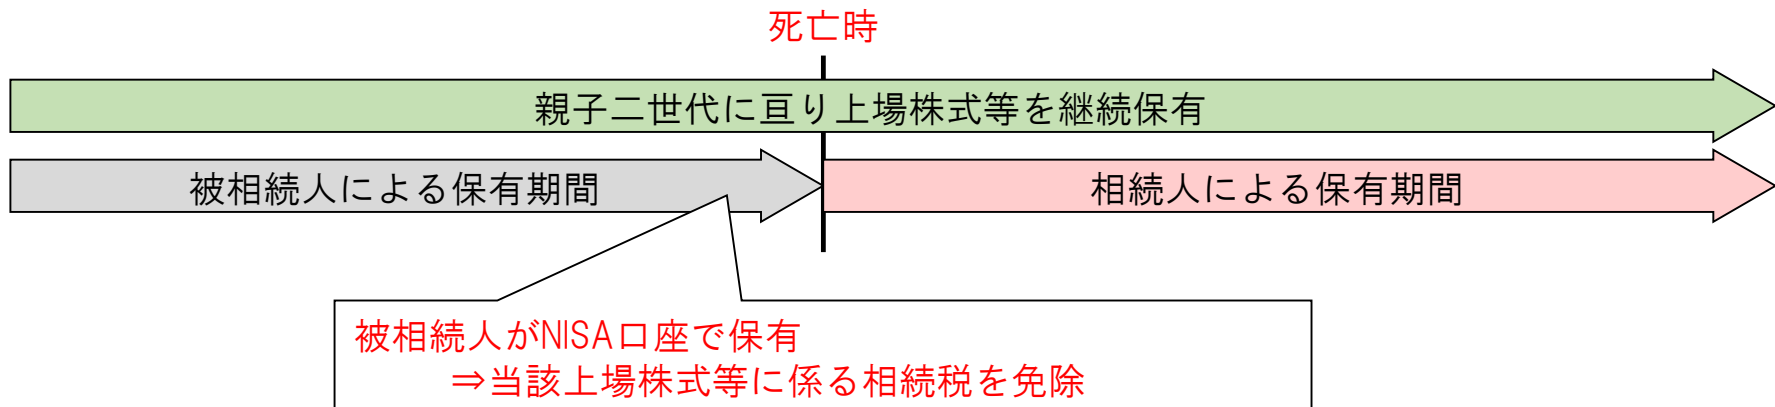 死亡時
親子二世代に亘り上場株式等を継続保有
被相続人による保有期間
相続人による保有期間
被相続人がNISA口座で保有
⇒当該上場株式等に係る相続税を免除